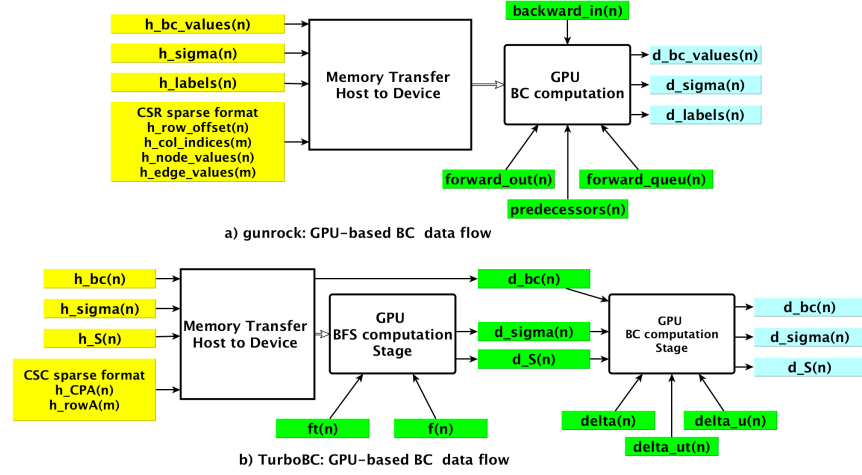 h_bc_values(n)
h_sigma(n)
h_labels(n)
CSR sparse format
h_row_offset(n)
h_col_indices(m)
h_node_values(n)
h_edge_values(m)
Memory Transfer
Host to Device
backward_in(n)
GPU
BC computation
d_bc_values(n)
d_sigma(n)
d_labels(n)
forward_out(n)
forward_queu(n)
predecessors(n)
a) gunrock: GPU-based BC data flow
h_bc(n)
h_sigma(n)
h_S(n)
CSC sparse format
h_CPA(n)
h_rowA(m)
Memory Transfer
Host to Device
GPU
BFS computation
Stage
ft(n)
f(n)
d_bc(n)
d_sigma(n)
d_S(n)
GPU
BC computation
Stage
delta(n)
delta_u(n)
delta_ut(n)
d_bc(n)
d_sigma(n)
d_S(n)
b) TurboBC: GPU-based BC data flow